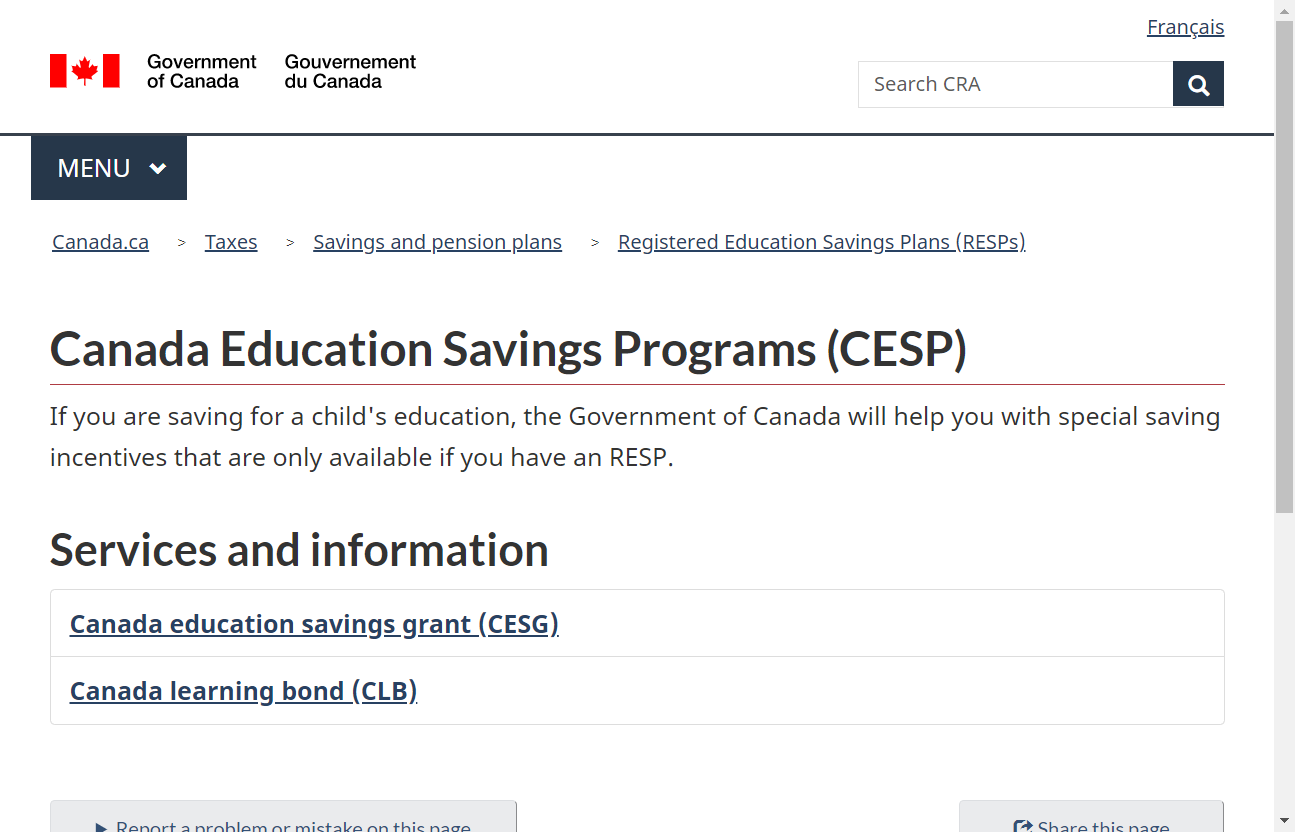 Français
Government of Canada
Gouvernement du Canada
Search CRA
MENU
Canada.ca > Taxes > Savings and pension plans > Registered Education Savings Plans (RESPs)
Canada Education Savings Programs (CESP)
If you are saving for a child's education, the Government of Canada will help you with special saving
incentives that are only available if you have an RESP.
Services and information
Canada education savings grant (CESG)
Canada learning bond (CLB)
Report a problem or mistake on this page
Share this page